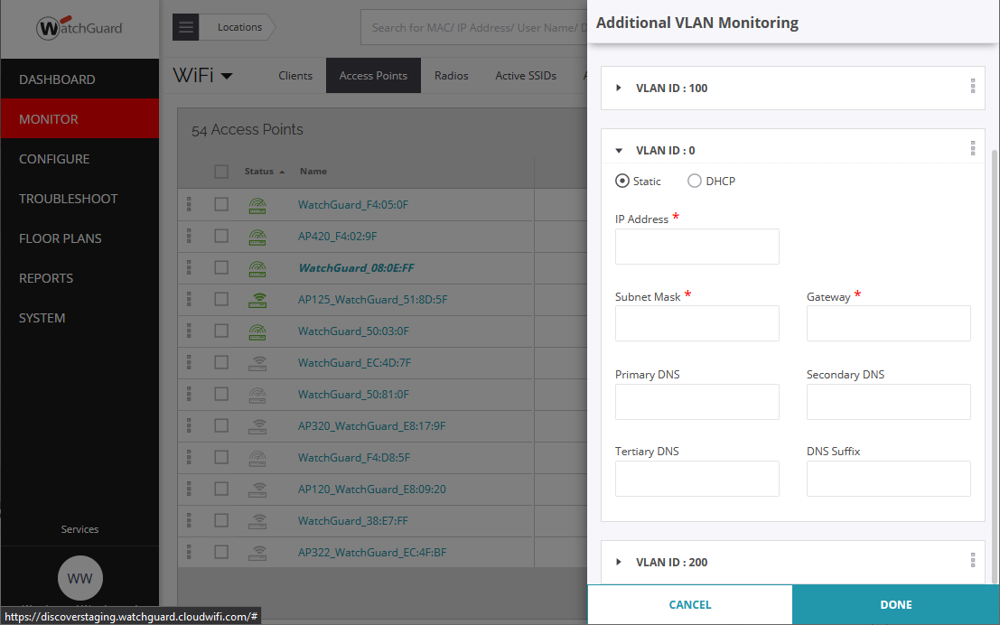 WatchGuard
DASHBOARD
MONITOR
CONFIGURE
TROUBLESHOOT
FLOOR PLANS
REPORTS
SYSTEM
Services
WW
https://discoverstaging.watchguard.cloudwifi.com/#
Locations
Search for MAC/ IP Address/ User Name/ D
WiFi
Clients
Access Points
Radios
Active SSIDs
A
54 Access Points
Status Name
WatchGuard_F4:05:0F
AP420_F4:02:9F
WatchGuard_08:0E:FF
AP125_WatchGuard_51:8D:5F
WatchGuard_50:03:0F
WatchGuard_EC:4D:7F
WatchGuard_50:81:0F
AP320_WatchGuard_E8:17:9F
WatchGuard_F4:D8:5F
AP120_WatchGuard_E8:09:20
WatchGuard_38:E7:FF
AP322_WatchGuard_EC:4F:BF
Additional VLAN Monitoring
VLAN ID : 100
VLAN ID : 0
Static DHCP
IP Address *
Subnet Mask * Gateway *
Primary DNS Secondary DNS
Tertiary DNS DNS Suffix
VLAN ID : 200
CANCEL DONE